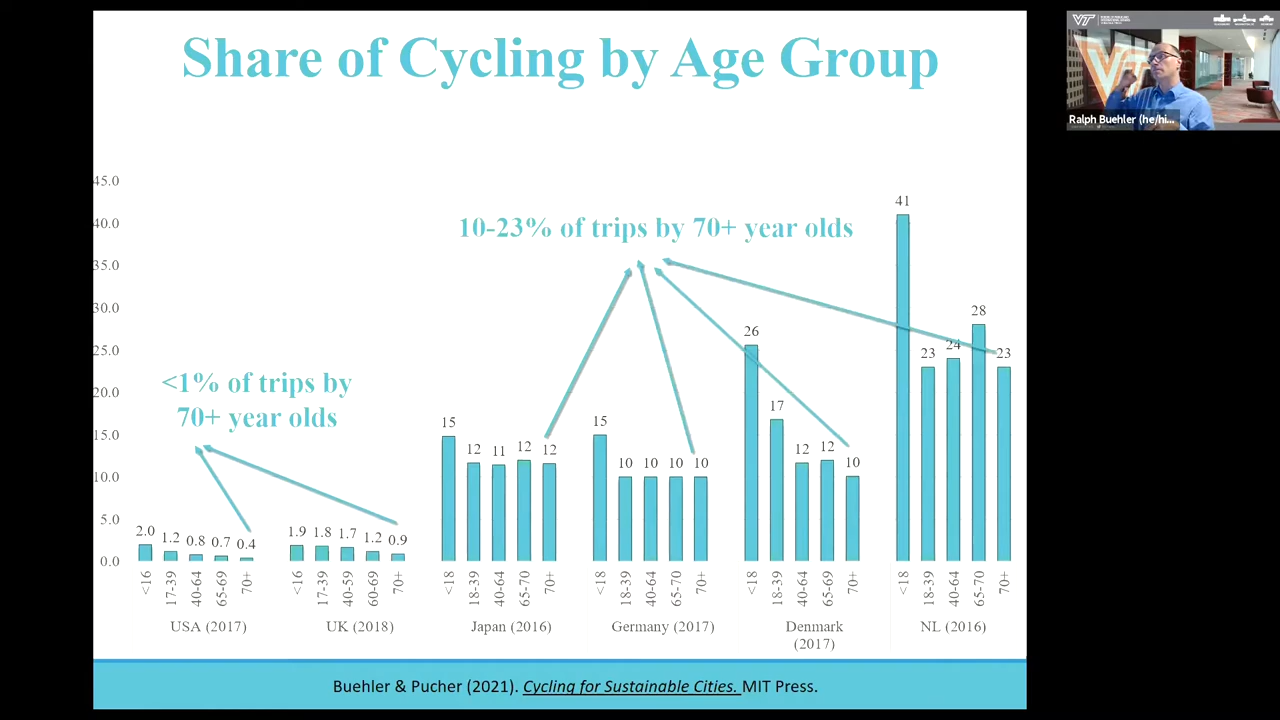 Share of Cycling by Age Group
45.0
40.0
35.0
30.0
25.0
20.0
15.0
10.0
5.0
0.0
10-23% of trips by 70+ year olds
<1% of trips by
70+ year olds
2.0 1.2 0.8 0.7 0.4
1.9 1.8 1.7 1.2 0.9
15 12 11 12 12
15 10 10 10 10
26 17 12 12 10
41 23 24 28 23
<16 17-39 40-64 65-69 70+
<16 17-39 40-59 60-69 70+
<18 18-39 40-64 65-70 70+
<18 18-39 40-64 65-70 70+
<18 18-39 40-64 65-69 70+
<18 18-39 40-64 65-70 70+
USA (2017)
UK (2018)
Japan (2016)
Germany (2017)
Denmark
(2017)
NL (2016)
Buehler & Pucher (2021). Cycling for Sustainable Cities. MIT Press.
VT
VT
Ralph Buehler (he/hi...